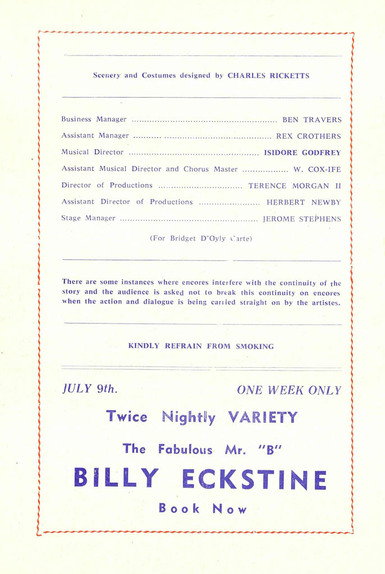 Scenery and Costumes designed by CHARLES RICKETTS
Business Manager ........................................................ BEN TRAVERS
Assistant Manager ..................................................... REX CROTHERS
Musical Director ................................................... ISIDORE GODFREY
Assistant Musical Director and Chorus Master .................. W. COX-IFE
Director of Productions ................................. TERENCE MORGAN II
Assistant Director of Productions ........................ HERBERT NEWBY
Stage Manager ...................................................... JEROME STEPHENS
(For Bridget D'Oyly Carte)
There are some instances where encores interfere with the continuity of the
story and the audience is asked not to break this continuity on encores
when the action and dialogue is being carried straight on by the artistes.
KINDLY REFRAIN FROM SMOKING
JULY 9th. ONE WEEK ONLY
Twice Nightly VARIETY
The Fabulous Mr. "B"
BILLY ECKSTINE
Book Now